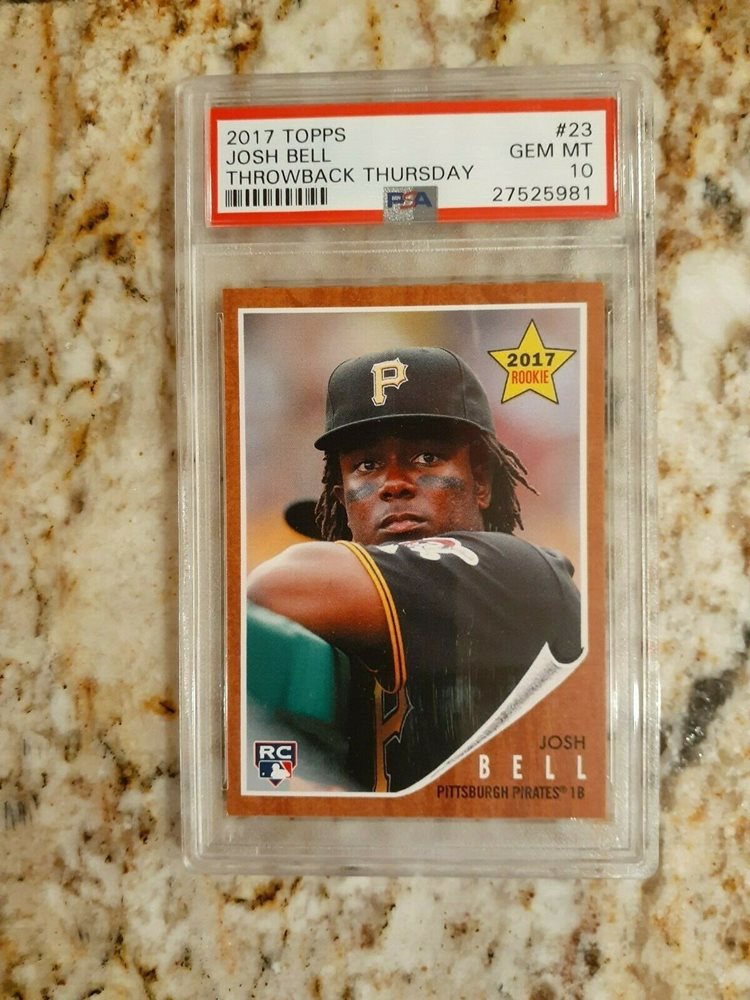 2017 TOPPS #23
JOSH BELL GEM MT
THROWBACK THURSDAY 10
PSA 27525981
P
2017
ROOKIE
P
RC
JOSH
BELL
PITTSBURGH PIRATES® 1B